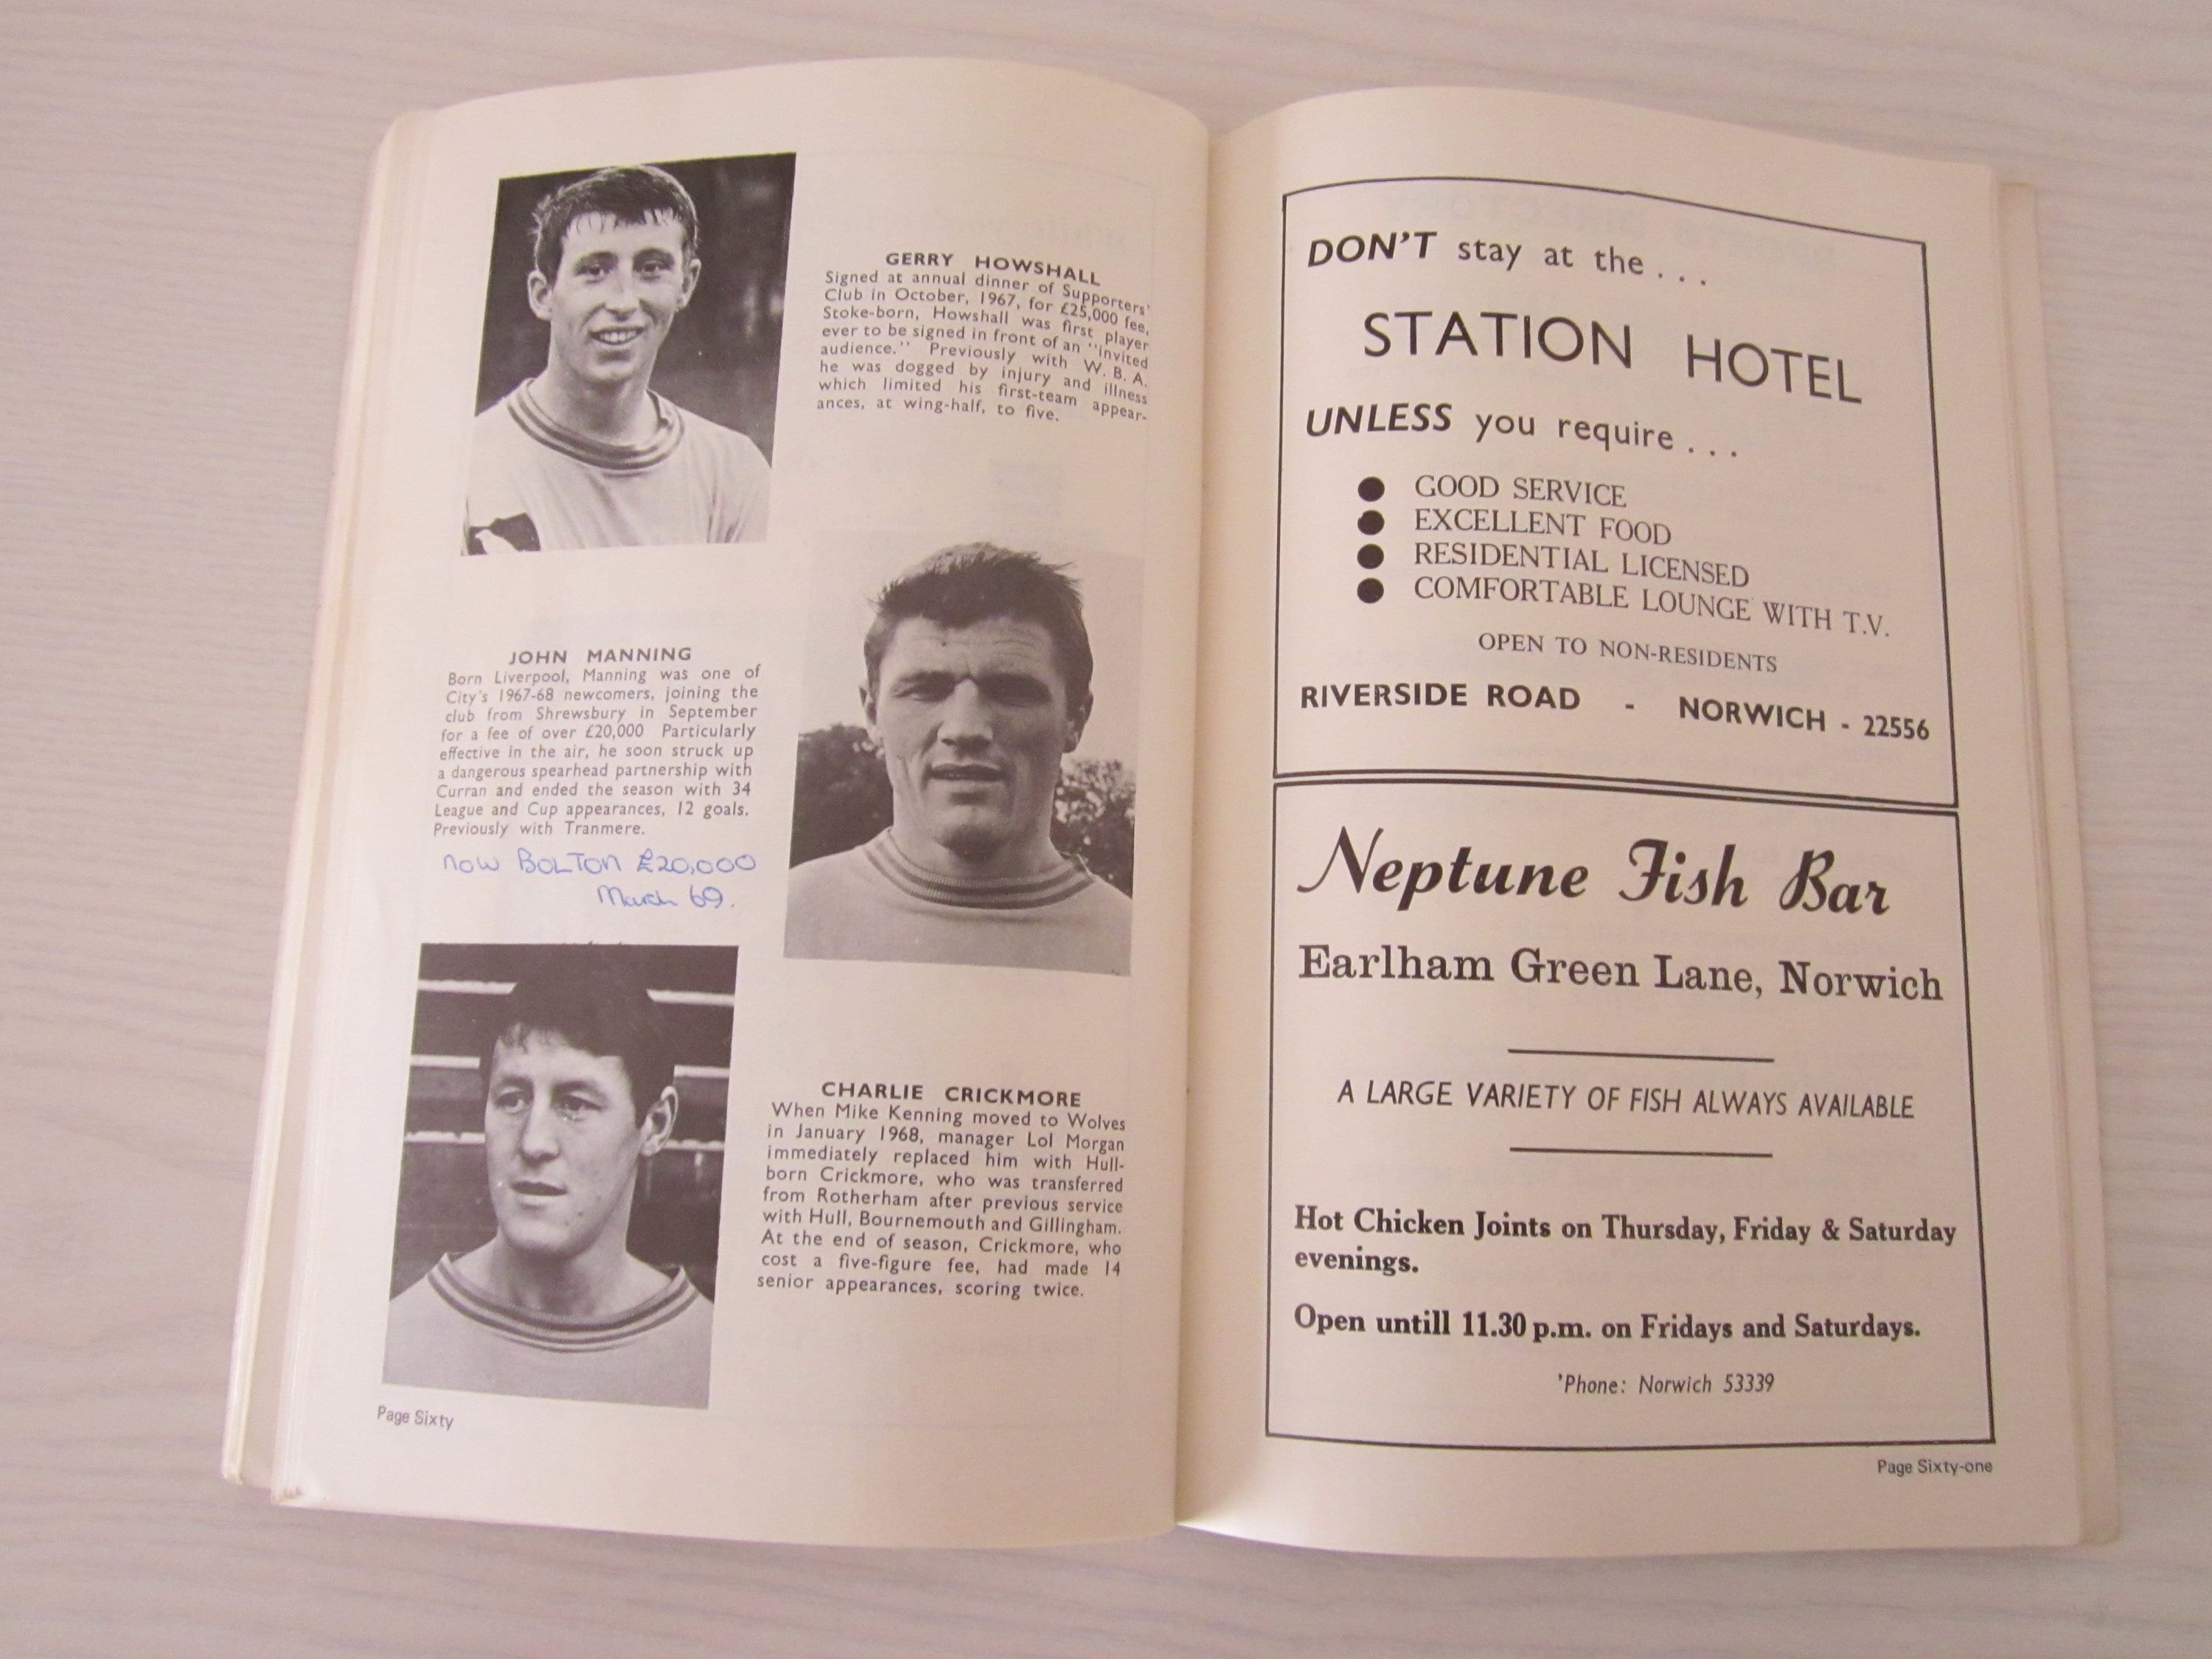 GERRY HOWSHALL
Signed at annual dinner of Supporters'
Club in October, 1967, for £25,000 fee,
Stoke-born, Howshall was first player
ever to be signed in front of an "invited
audience." Previously with W. B. A.
he was dogged by injury and illness
which limited his first-team appear-
ances, at wing-half, to five.
JOHN MANNING
Born Liverpool, Manning was one of
City's 1967-68 newcomers, joining the
club from Shrewsbury in September
for a fee of over £20,000 Particularly
effective in the air, he soon struck up
a dangerous spearhead partnership with
Curran and ended the season with 34
League and Cup appearances, 12 goals.
Previously with Tranmere.
now BOLTON £20,000
March 69.
CHARLIE CRICKMORE
When Mike Kenning moved to Wolves
in January 1968, manager Lol Morgan
immediately replaced him with Hull-
born Crickmore, who was transferred
from Rotherham after previous service
with Hull, Bournemouth and Gillingham.
At the end of season, Crickmore, who
cost a five-figure fee, had made 14
senior appearances, scoring twice.
Page Sixty
DON'T stay at the . . .
STATION HOTEL
UNLESS you require . . .
● GOOD SERVICE
● EXCELLENT FOOD
● RESIDENTIAL LICENSED
● COMFORTABLE LOUNGE WITH T.V.
OPEN TO NON-RESIDENTS
RIVERSIDE ROAD - NORWICH - 22556
Neptune Fish Bar
Earlham Green Lane, Norwich
A LARGE VARIETY OF FISH ALWAYS AVAILABLE
Hot Chicken Joints on Thursday, Friday & Saturday
evenings.
Open untill 11.30 p.m. on Fridays and Saturdays.
'Phone: Norwich 53339
Page Sixty-one